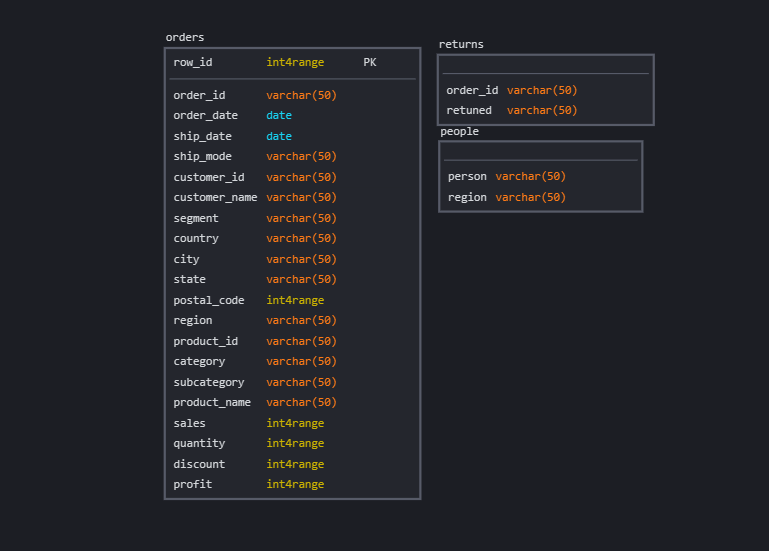 orders
row_id int4range PK
order_id varchar(50)
order_date date
ship_date date
ship_mode varchar(50)
customer_id varchar(50)
customer_name varchar(50)
segment varchar(50)
country varchar(50)
city varchar(50)
state varchar(50)
postal_code int4range
region varchar(50)
product_id varchar(50)
category varchar(50)
subcategory varchar(50)
product_name varchar(50)
sales int4range
quantity int4range
discount int4range
profit int4range
returns
order_id varchar(50)
retuned varchar(50)
people
person varchar(50)
region varchar(50)